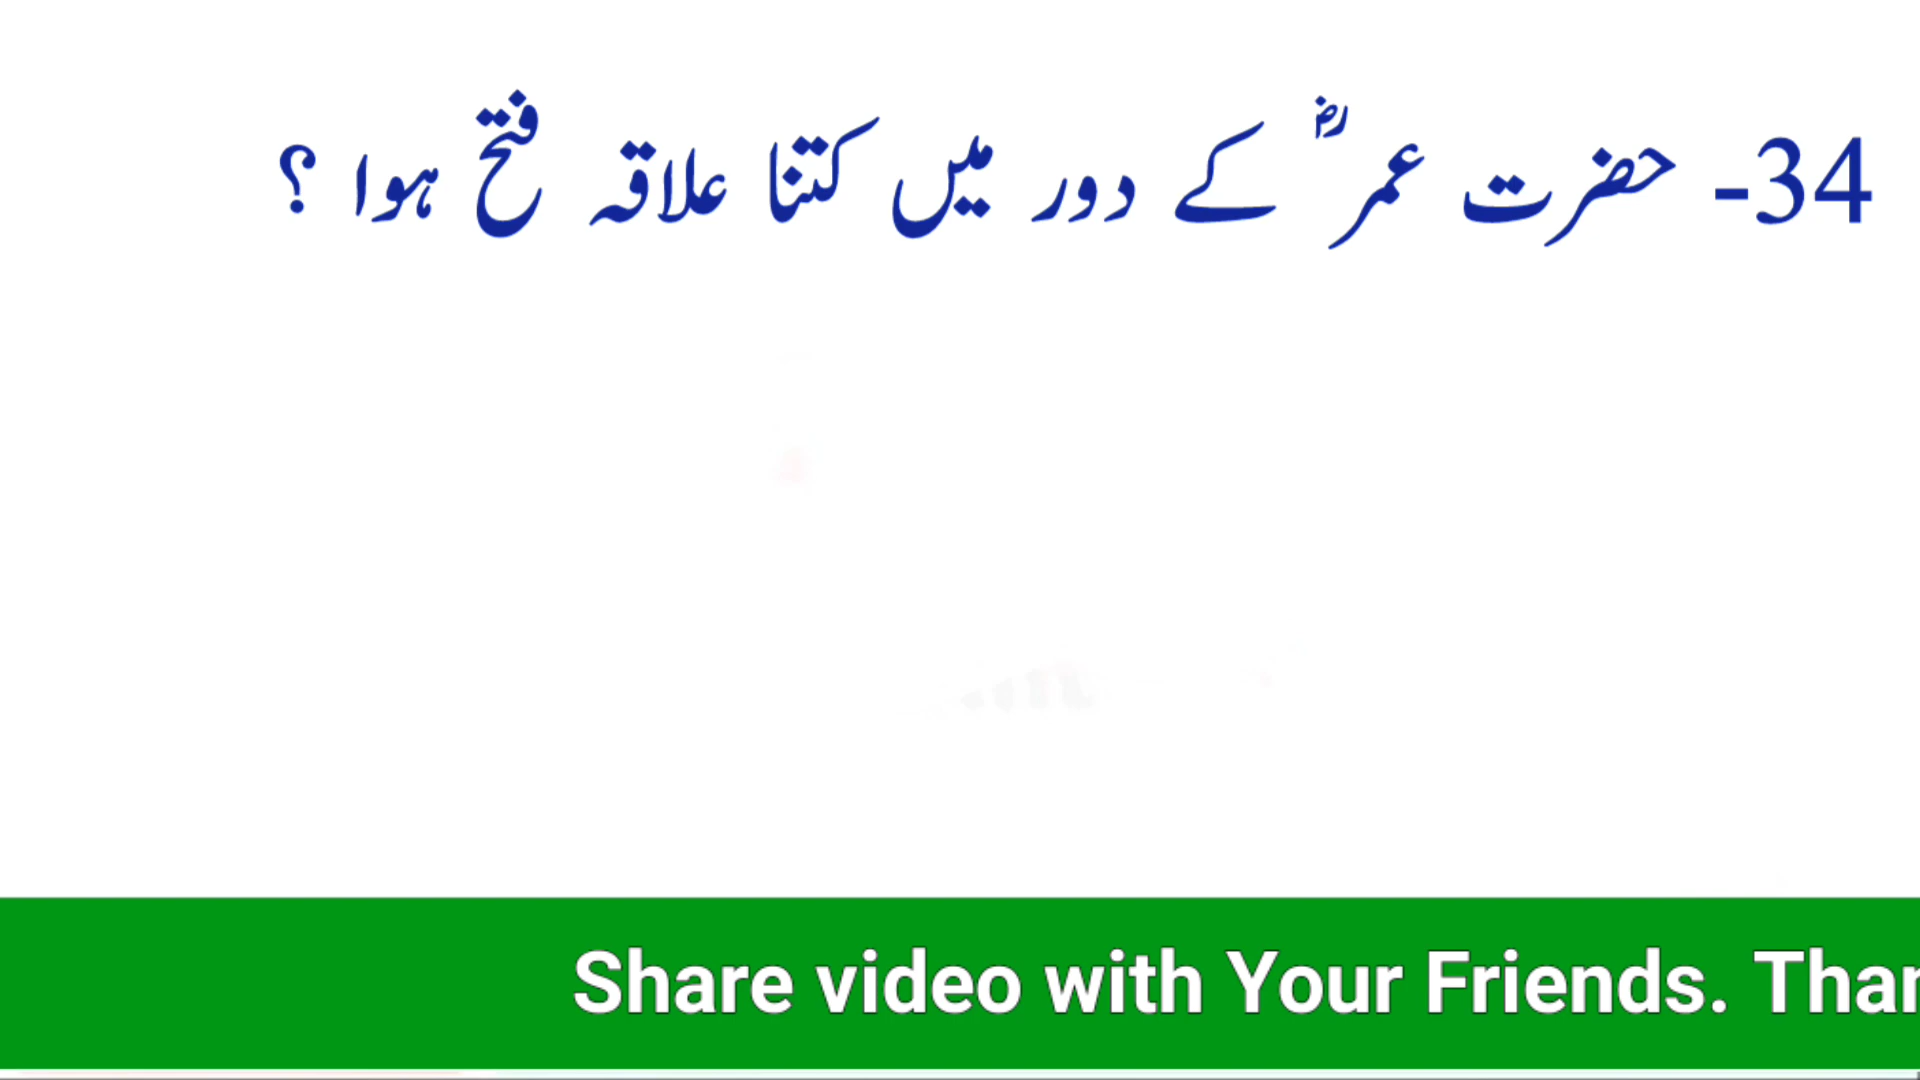 34- حضرت عمرؓ کے دور میں کتنا علاقہ فتح ہوا ؟
Share video with Your Friends. Than